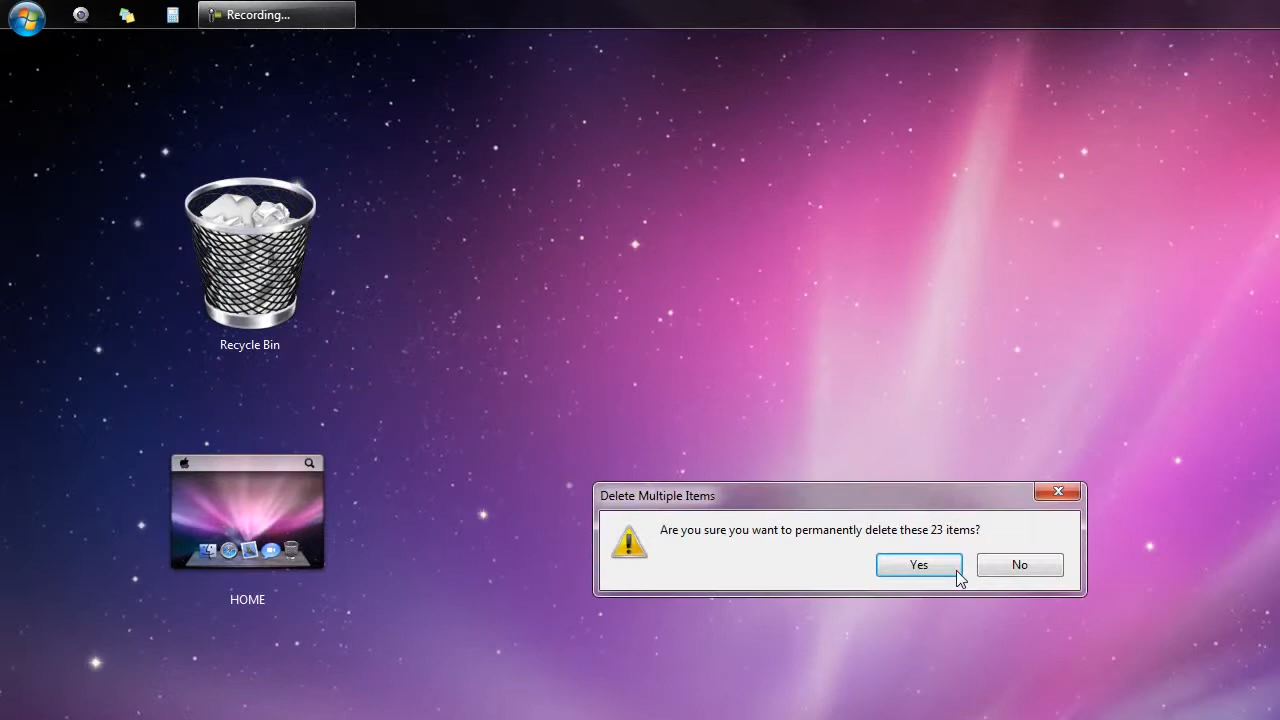 Recording...
Recycle Bin
HOME
Delete Multiple Items
Are you sure you want to permanently delete these 23 items?
Yes
No